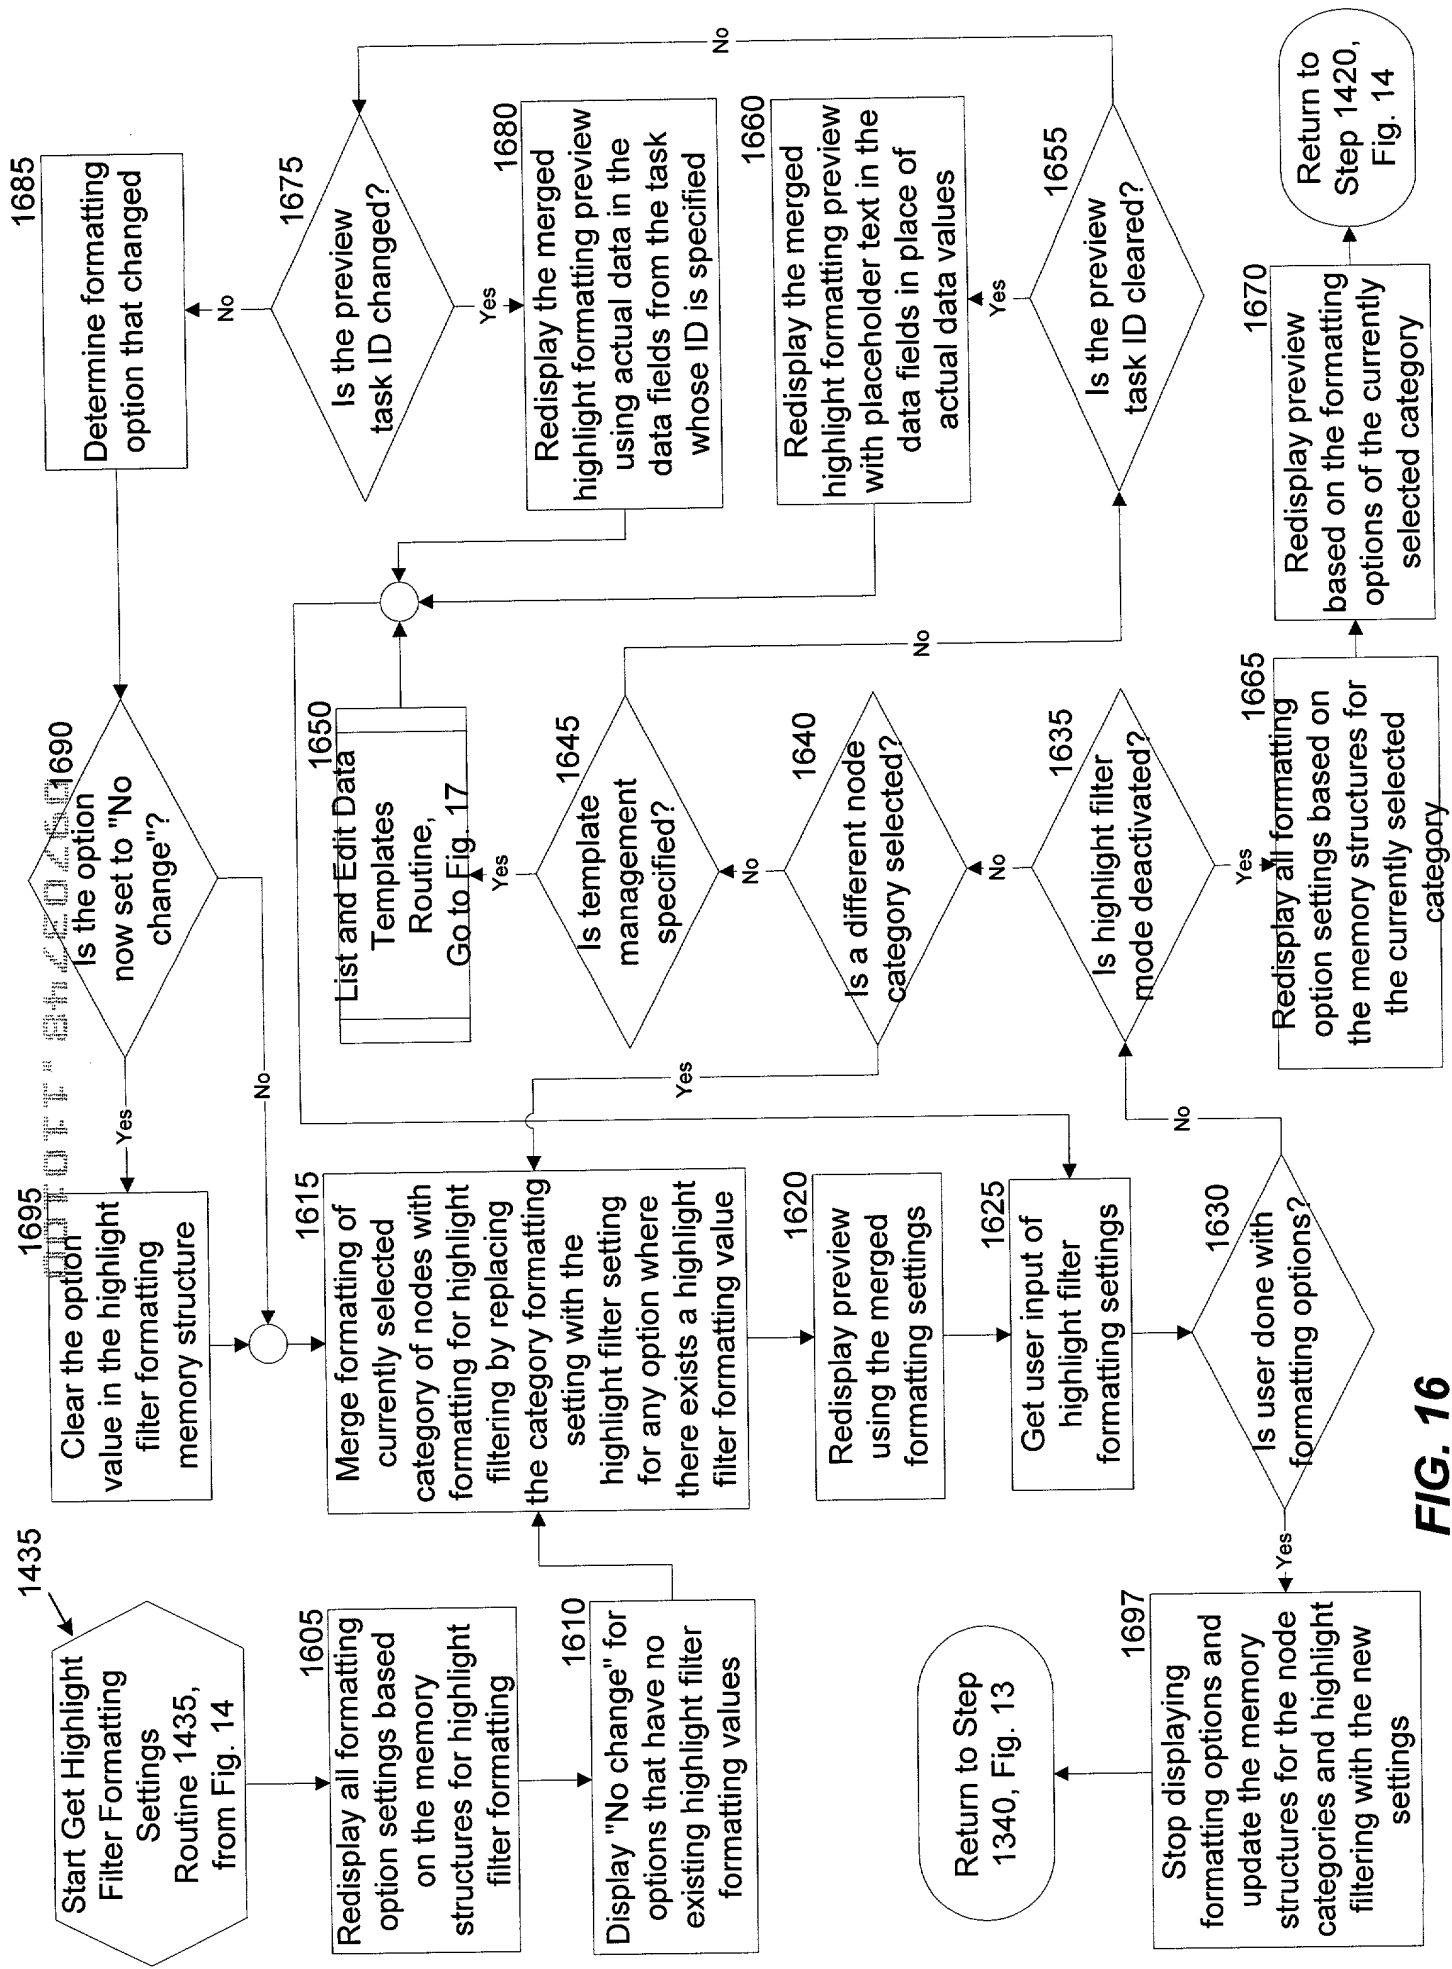 1435
Start Get Highlight
Filter Formatting
Settings
Routine 1435,
from Fig. 14
1605
Redisplay all formatting
option settings based
on the memory
structures for highlight
filter formatting
1610
Display "No change" for
options that have no
existing highlight filter
formatting values
1615
Merge formatting of
currently selected
category of nodes with
formatting for highlight
filtering by replacing
the category formatting
setting with the
highlight filter setting
for any option where
there exists a highlight
filter formatting value
1620
Redisplay preview
using the merged
formatting settings
1625
Get user input of
highlight filter
formatting settings
1630
Is user done with
formatting options?
Yes
No
1697
Stop displaying
formatting options and
update the memory
structures for the node
categories and highlight
filtering with the new
settings
Return to Step
1340, Fig. 13
1635
Is highlight filter
mode deactivated?
Yes
No
1665
Redisplay all formatting
option settings based on
the memory structures for
the currently selected
category
1670
Redisplay preview
based on the formatting
options of the currently
selected category
Return to
Step 1420,
Fig. 14
1640
Is a different node
category selected?
Yes
No
1645
Is template
management
specified?
Yes
No
1650
List and Edit Data
Templates
Routine,
Go to Fig. 17
1655
Is the preview
task ID cleared?
Yes
No
1660
Redisplay the merged
highlight formatting preview
with placeholder text in the
data fields in place of
actual data values
1675
Is the preview
task ID changed?
Yes
No
1680
Redisplay the merged
highlight formatting preview
using actual data in the
data fields from the task
whose ID is specified
1685
Determine formatting
option that changed
1690
Is the option
now set to "No
change"?
Yes
No
1695
Clear the option
value in the highlight
filter formatting
memory structure
FIG. 16